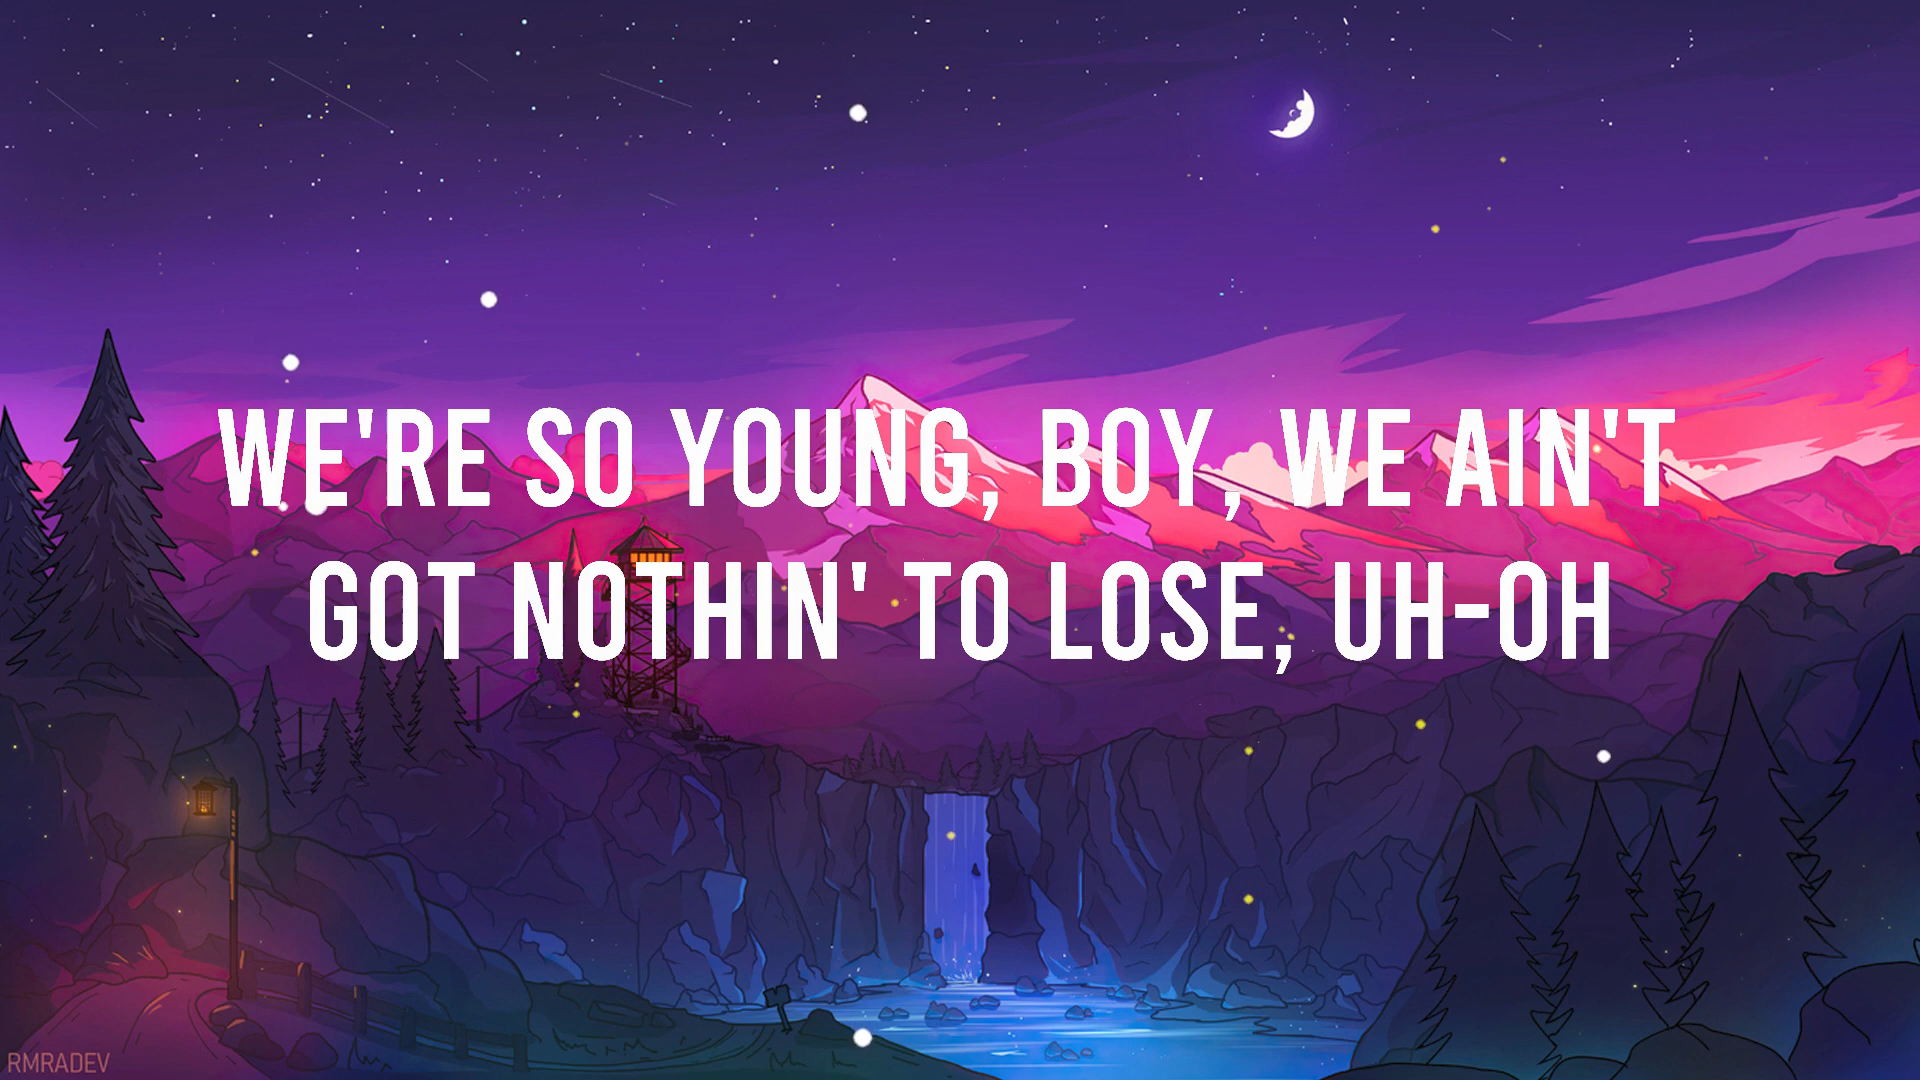 WE'RE SO YOUNG, BOY, WE AIN'T
GOT NOTHIN' TO LOSE, UH-OH
RMRADEV